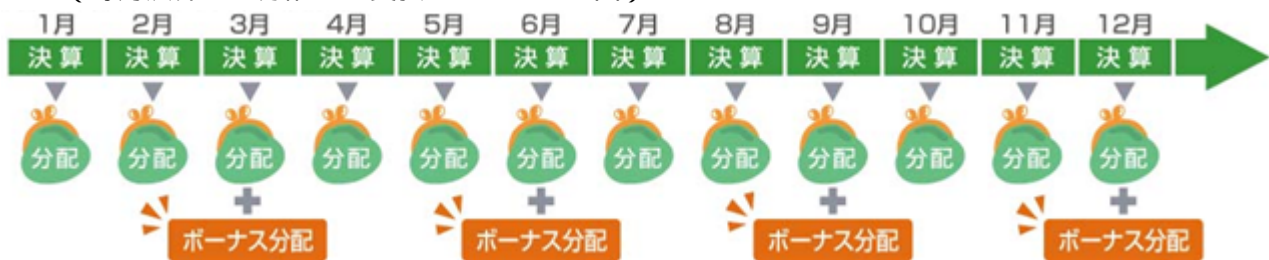 1月 2月 3月 4月 5月 6月 7月 8月 9月 10月 11月 12月
決算 決算 決算 決算 決算 決算 決算 決算 決算 決算 決算 決算
分配 分配 分配 分配 分配 分配 分配 分配 分配 分配 分配 分配
+ + + +
ボーナス分配 ボーナス分配 ボーナス分配 ボーナス分配